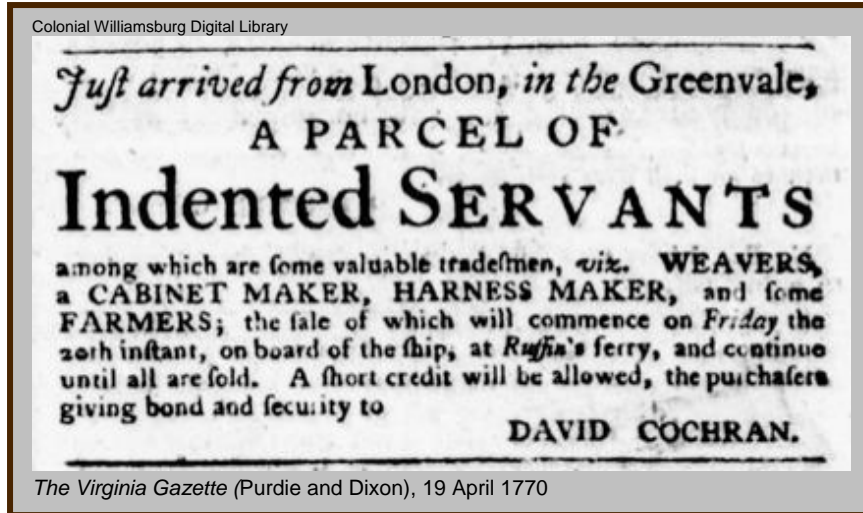 Colonial Williamsburg Digital Library
Juſt arrived from London, in the Greenvale,
A PARCEL OF
Indented SERVANTS
among which are ſome valuable tradeſmen, viz. WEAVERS,
a CABINET MAKER, HARNESS MAKER, and ſome
FARMERS; the ſale of which will commence on Friday the
20th inſtant, on board of the ſhip, at Ruffin's ferry, and continue
until all are ſold. A ſhort credit will be allowed, the purchaſers
giving bond and ſecurity to
DAVID COCHRAN.
The Virginia Gazette (Purdie and Dixon), 19 April 1770